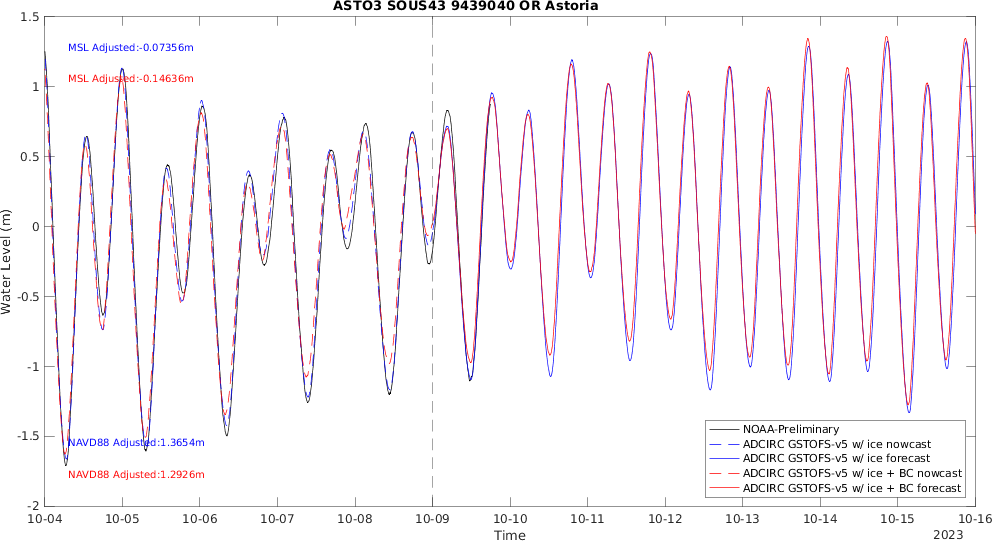 ASTO3 SOUS43 9439040 OR Astoria
MSL Adjusted:-0.07356m
MSL Adjusted:-0.14636m
NAVD88 Adjusted:1.3654m
NAVD88 Adjusted:1.2926m
Water Level (m)
1.5
1
0.5
0
-0.5
-1
-1.5
-2
NOAA-Preliminary
ADCIRC GSTOFS-v5 w/ ice nowcast
ADCIRC GSTOFS-v5 w/ ice forecast
ADCIRC GSTOFS-v5 w/ ice + BC nowcast
ADCIRC GSTOFS-v5 w/ ice + BC forecast
10-04 10-05 10-06 10-07 10-08 10-09 10-10 10-11 10-12 10-13 10-14 10-15 10-16
Time
2023